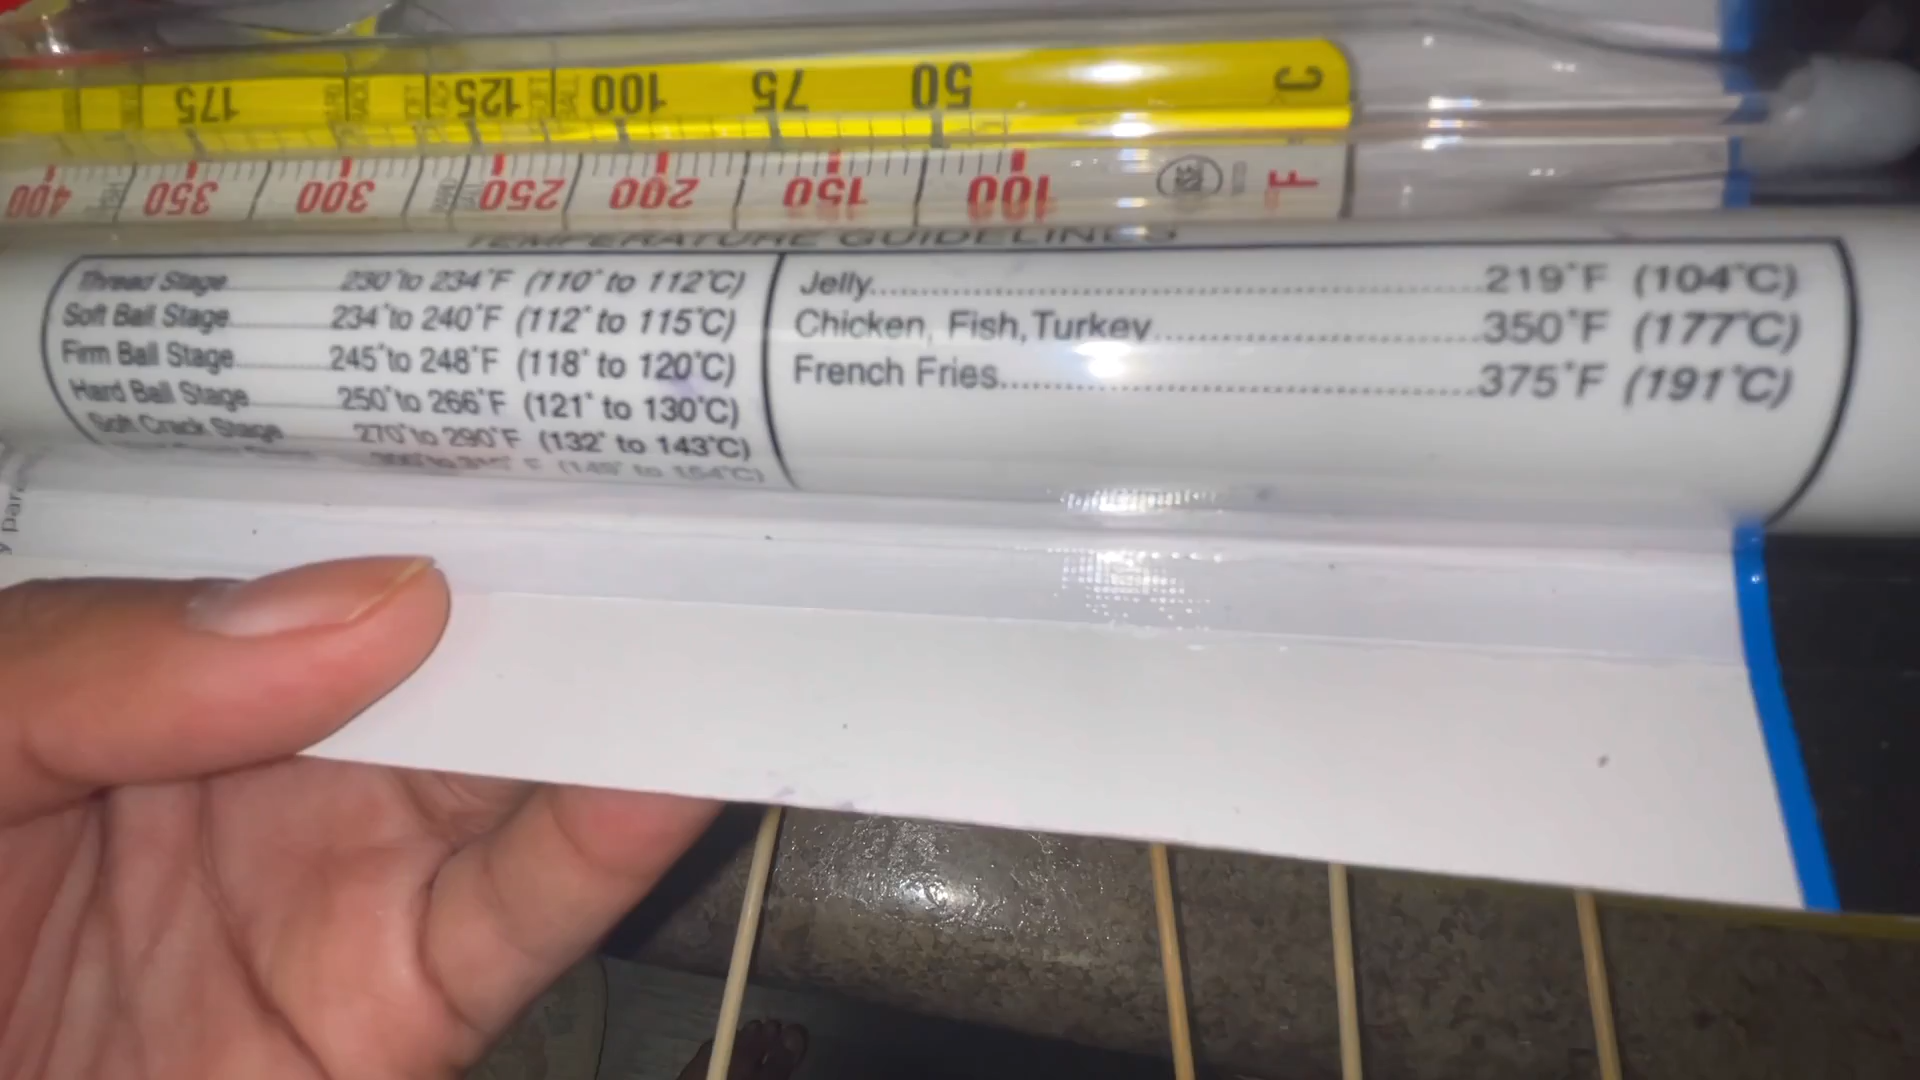 C
50
75
100
125
175
°F
100
150
200
250
300
350
400
TEMPERATURE GUIDELINES
Thread Stage 230° to 234°F (110° to 112°C)
Soft Ball Stage 234° to 240°F (112° to 115°C)
Firm Ball Stage 245° to 248°F (118° to 120°C)
Hard Ball Stage 250° to 266°F (121° to 130°C)
Soft Crack Stage 270° to 290°F (132° to 143°C)
Jelly 219°F (104°C)
Chicken, Fish, Turkey 350°F (177°C)
French Fries 375°F (191°C)